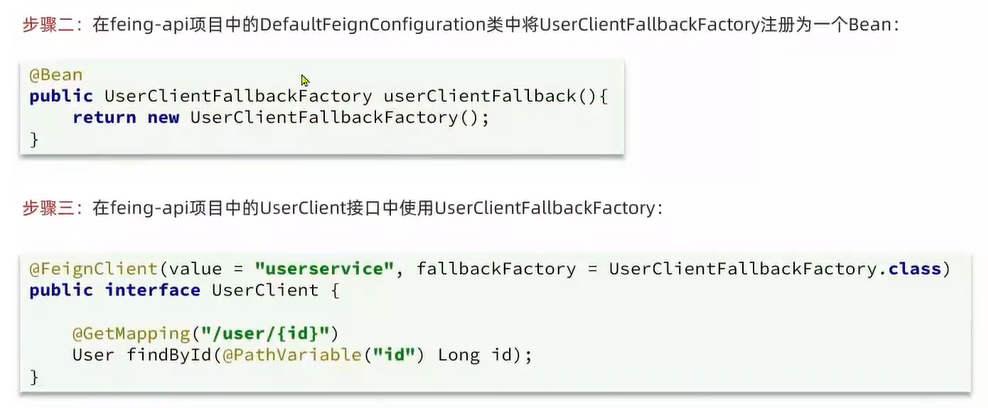 步骤二：在feing-api项目中的DefaultFeignConfiguration类中将UserClientFallbackFactory注册为一个Bean：
@Bean
public UserClientFallbackFactory userClientFallback(){
    return new UserClientFallbackFactory();
}
步骤三：在feing-api项目中的UserClient接口中使用UserClientFallbackFactory：
@FeignClient(value = "userservice", fallbackFactory = UserClientFallbackFactory.class)
public interface UserClient {
    @GetMapping("/user/{id}")
    User findById(@PathVariable("id") Long id);
}